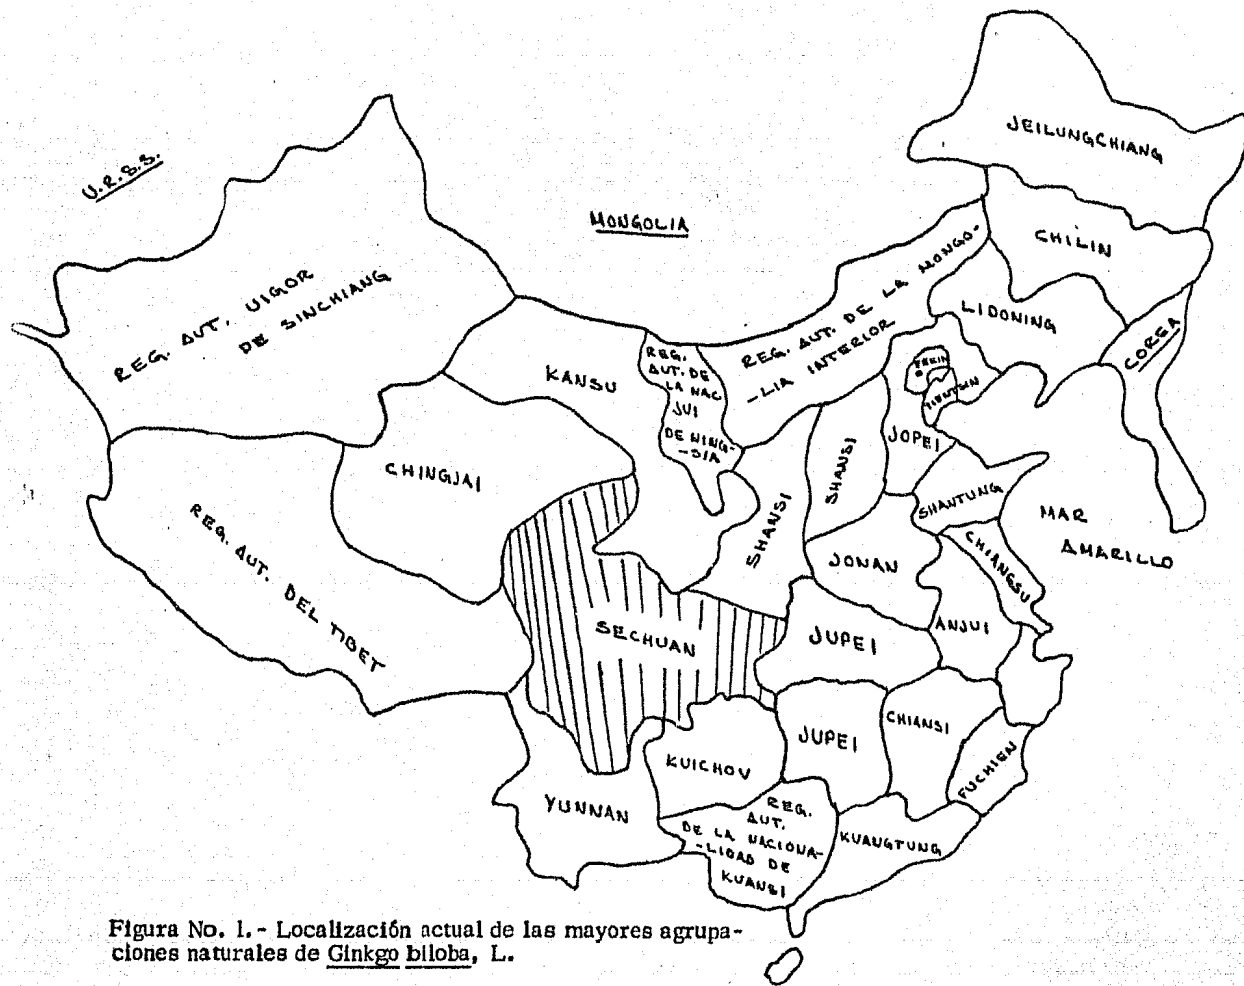 JEILUNGCHIANG
U.R.S.S.
MONGOLIA
CHILIN
REG. AUT. UIGOR
DE SINCHIANG
REG. AUT. DE LA MONGO-
-LIA INTERIOR
LIDONING
COREA
KANSU
REG.
AUT. DE
LA NAC
JUI
DE NING-
-SIA
PEKIN
TIENTSIN
JOPEI
CHINGJAI
SHANSI
SHANTUNG
MAR
AMARILLO
SHANSI
REG. AUT. DEL TIBET
JONAN
CHIANGSU
SECHUAN
JUPEI
ANJUI
JUPEI
CHIANSI
KUICHOV
FUCHIEN
YUNNAN
REG.
AUT.
DE LA NACIONA-
-LIDAD DE
KUANSI
KUANGTUNG
Figura No. 1.- Localización actual de las mayores agrupa-
ciones naturales de Ginkgo biloba, L.